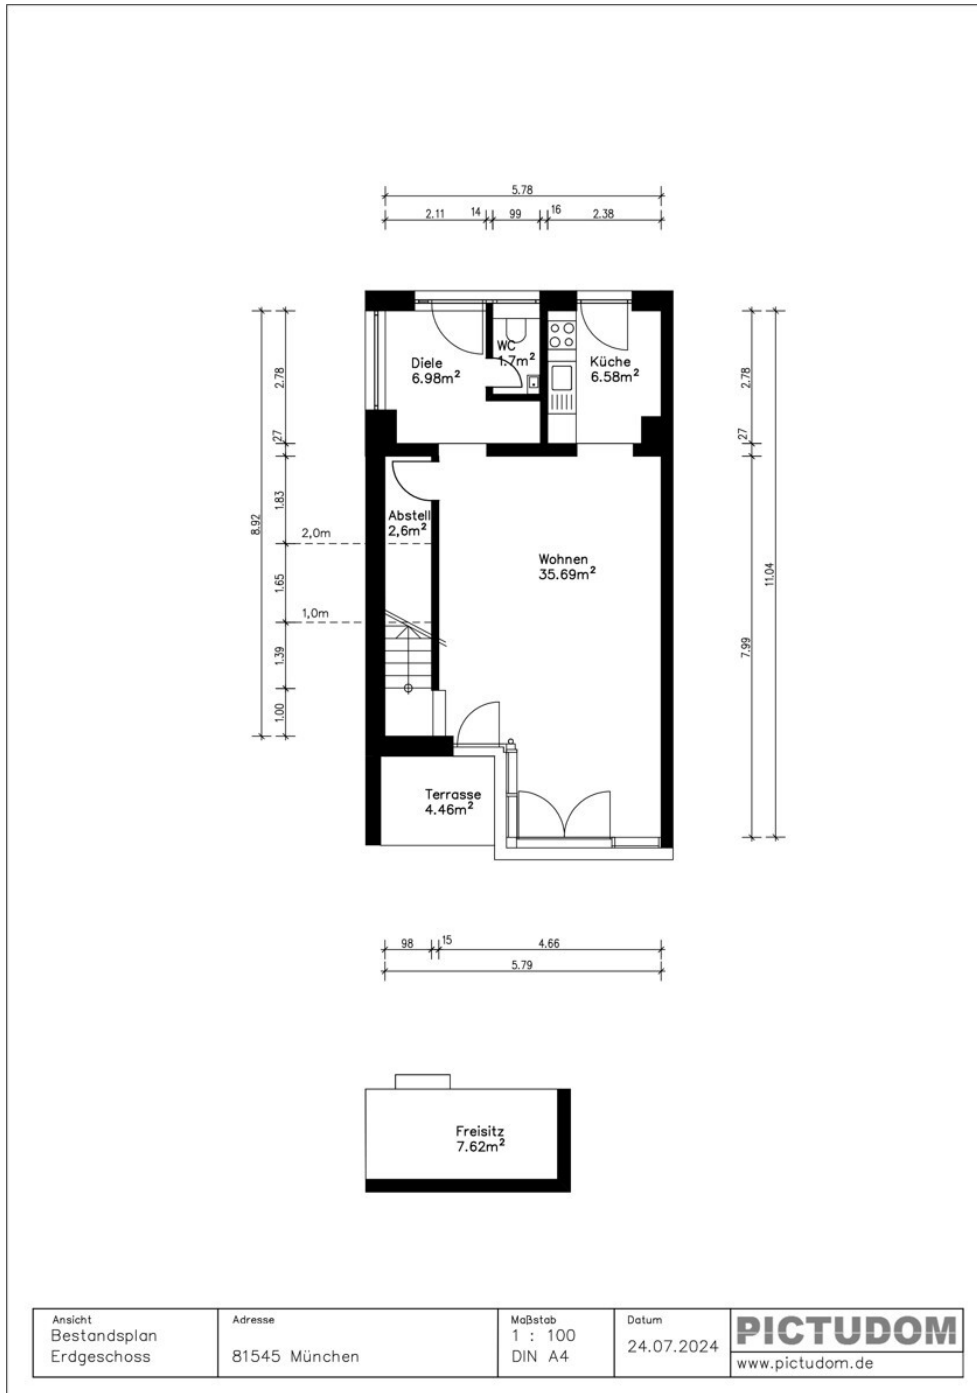 5.78
2.11 14 99 16 2.38
Diele
6.98m²
WC
1.7m²
Küche
6.58m²
2.78
27
1.83
1.65
1.39
1.00
8.92
2,0m
1,0m
Abstell
2,6m²
Wohnen
35.69m²
2.78
27
7.99
11.04
Terrasse
4.46m²
98 15 4.66
5.79
Freisitz
7.62m²
Ansicht
Bestandsplan
Erdgeschoss
Adresse
81545 München
Maßstab
1 : 100
DIN A4
Datum
24.07.2024
PICTUDOM
www.pictudom.de